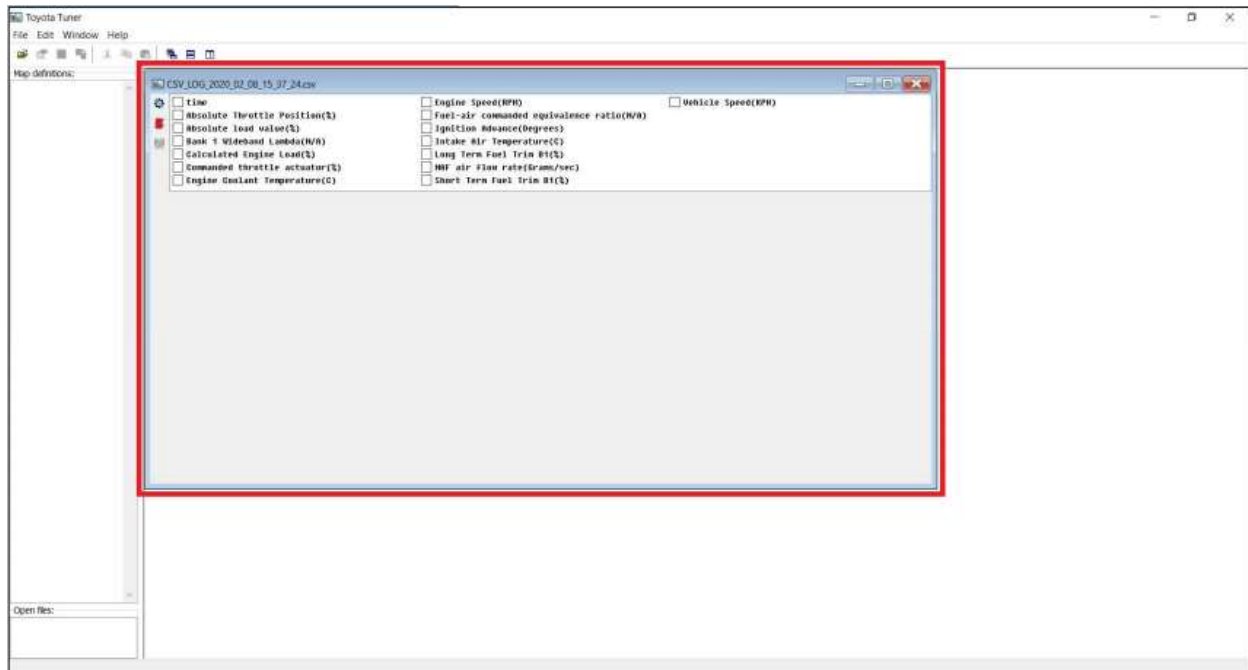 Toyota Tuner
File Edit Window Help
Map definitions:
CSV_LOG_2020_02_08_15_37_24.csv
time
Absolute Throttle Position(%)
Absolute load value(%)
Bank 1 Wideband Lambda(N/A)
Calculated Engine Load(%)
Commanded throttle actuator(%)
Engine Coolant Temperature(C)
Engine Speed(RPM)
Fuel-air commanded equivalence ratio(N/A)
Ignition Advance(Degrees)
Intake Air Temperature(C)
Long Term Fuel Trim B1(%)
MAF air flow rate(Grams/sec)
Short Term Fuel Trim B1(%)
Vehicle Speed(KPH)
Open files: